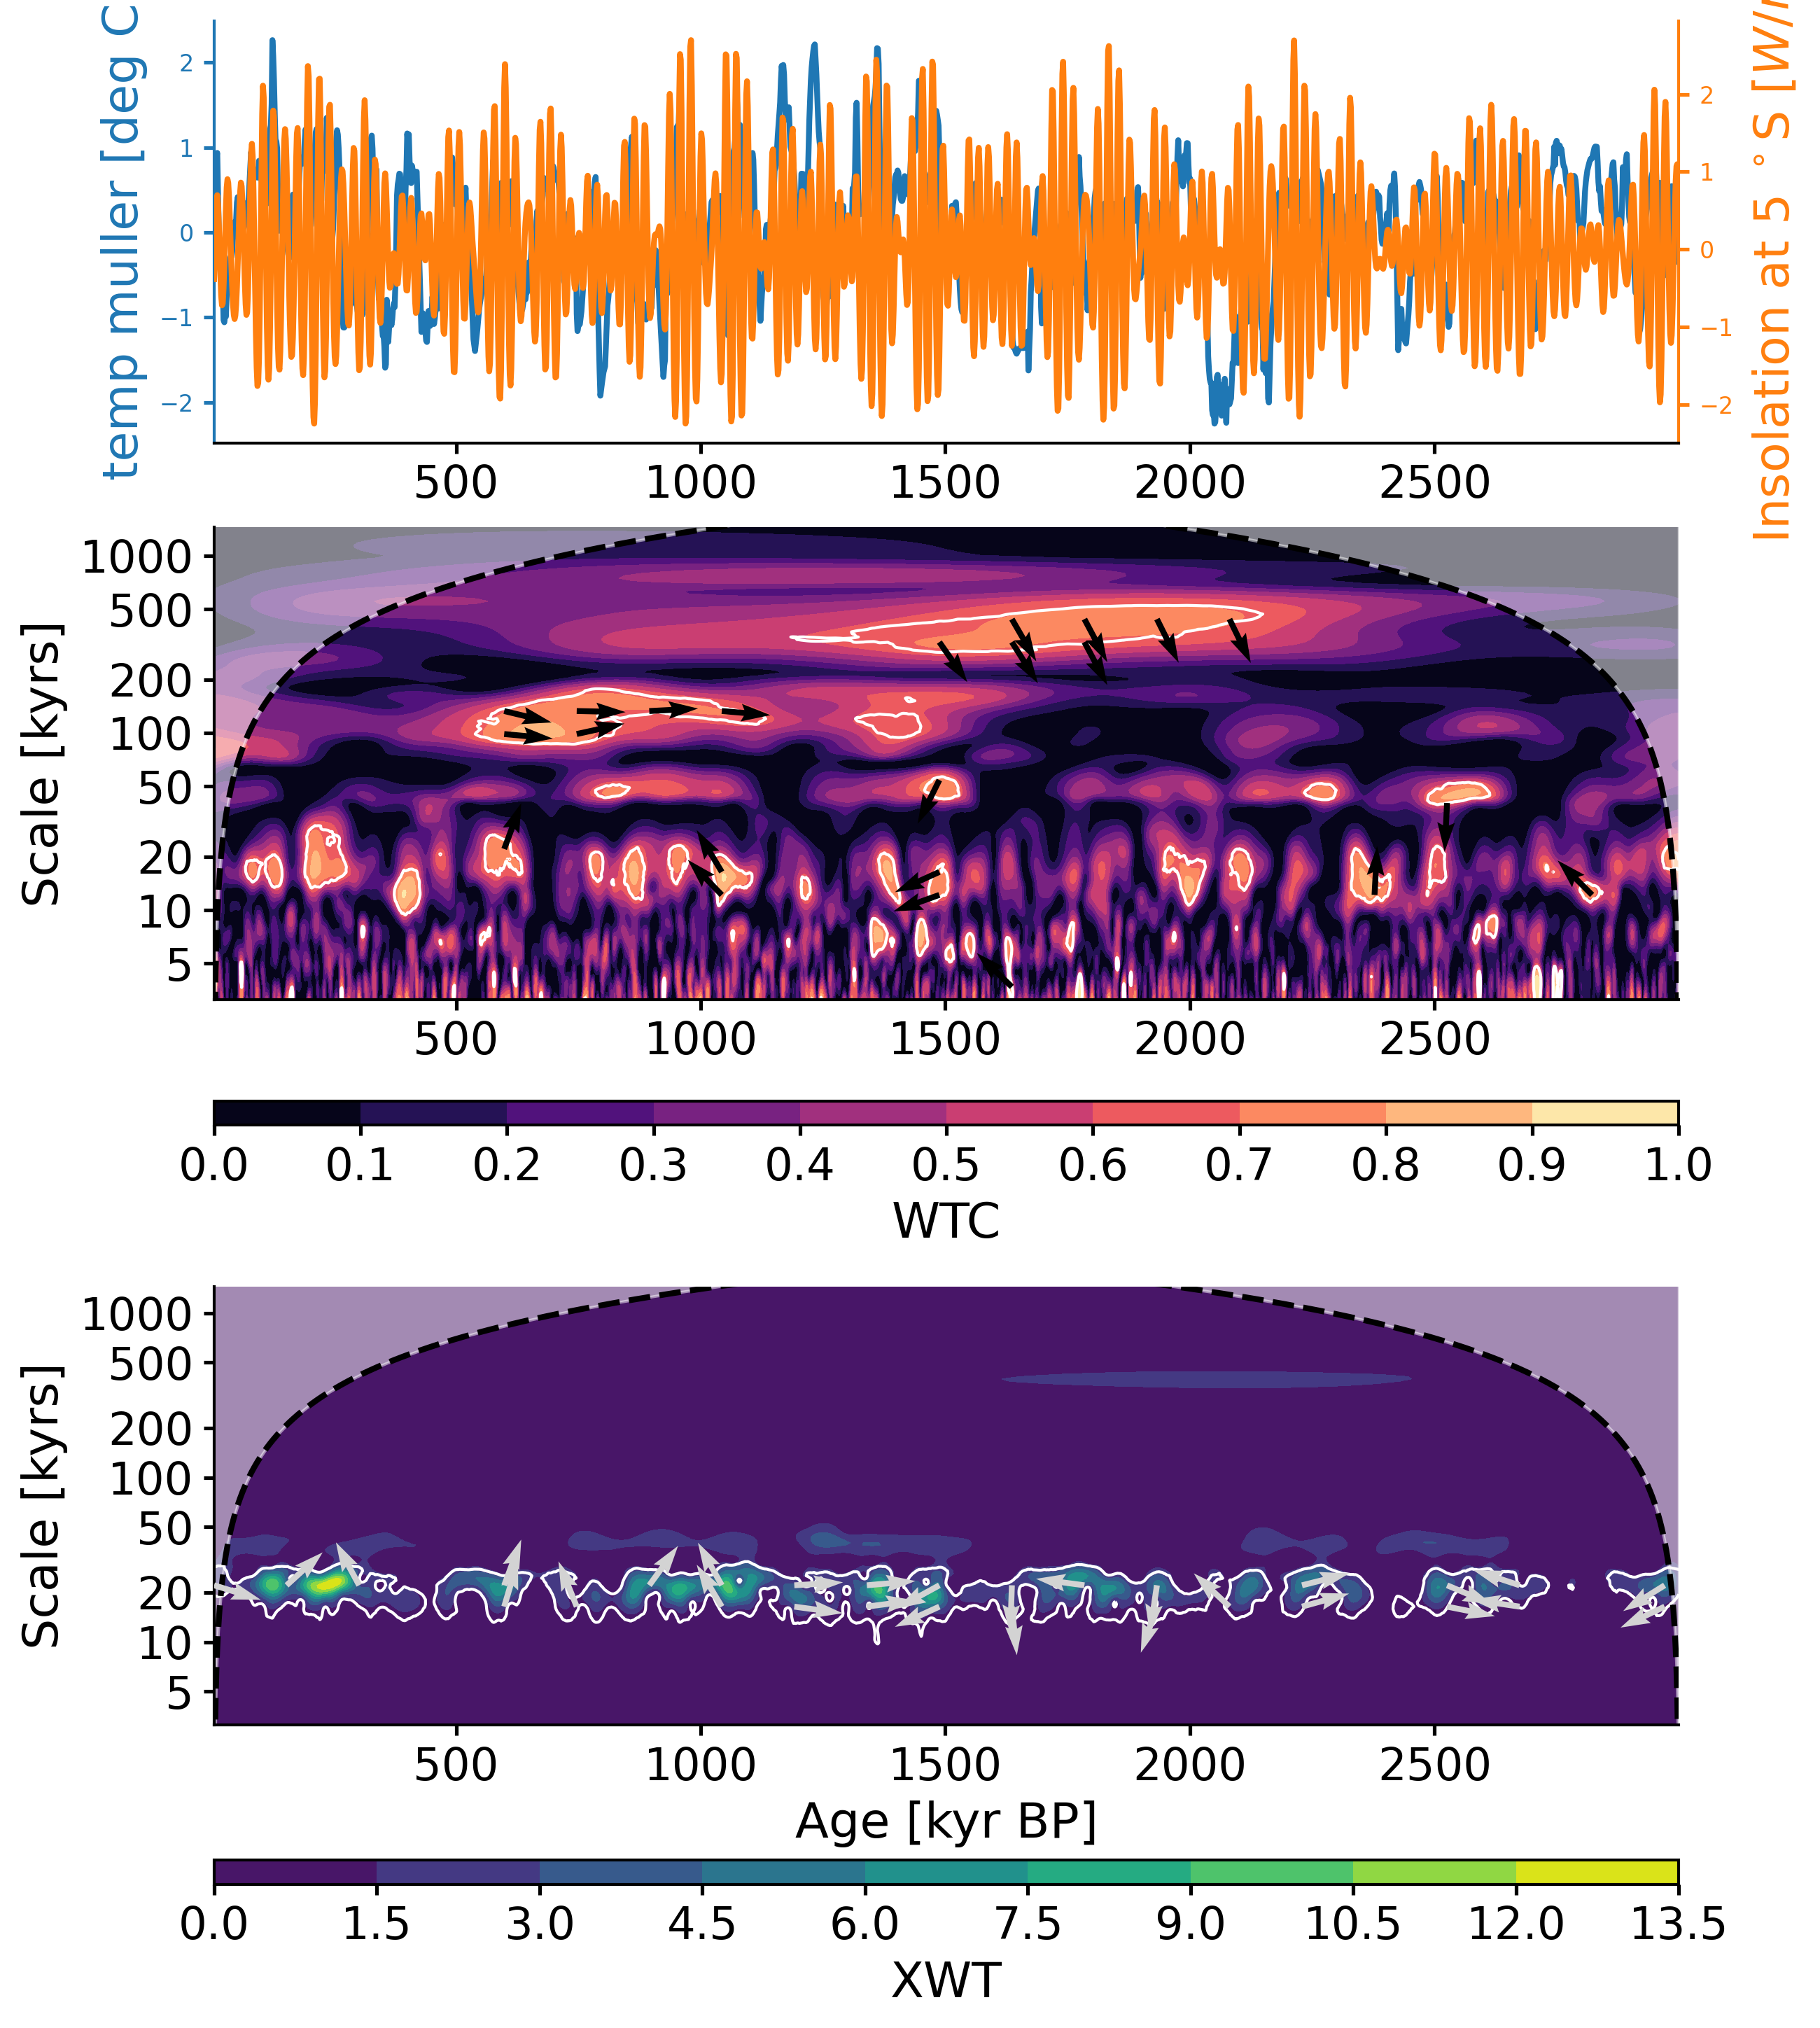 temp muller [deg C
2
1
0
−1
−2
2
1
0
−1
−2
Insolation at 5 ° S [W/
500 1000 1500 2000 2500
Scale [kyrs]
1000
500
200
100
50
20
10
5
500 1000 1500 2000 2500
0.0 0.1 0.2 0.3 0.4 0.5 0.6 0.7 0.8 0.9 1.0
WTC
Scale [kyrs]
1000
500
200
100
50
20
10
5
500 1000 1500 2000 2500
Age [kyr BP]
0.0 1.5 3.0 4.5 6.0 7.5 9.0 10.5 12.0 13.5
XWT